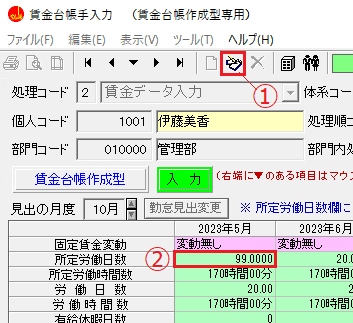 賃金台帳手入力　（賃金台帳作成型専用）
ファイル(F)　編集(E)　表示(V)　ツール(T)　ヘルプ(H)
①
処理コード　2　賃金データ入力　体系コー
個人コード　1001　伊藤美香　処理順コ
部門コード　010000　管理部　部門内処
賃金台帳作成型　入 力　(右端に▼のある項目はマウス
見出の月度　10月　勤怠見出変更　※ 所定労働日数欄に
2023年5月　2023年6月
固定賃金変動　変動無し　変動無し
② 所定労働日数　99.0000　20.0
所定労働時間数　170時間00分　170時間
労 働 日 数　20.00　2
労 働 時 間 数　170時間00分　170時間
有給休暇日数　0